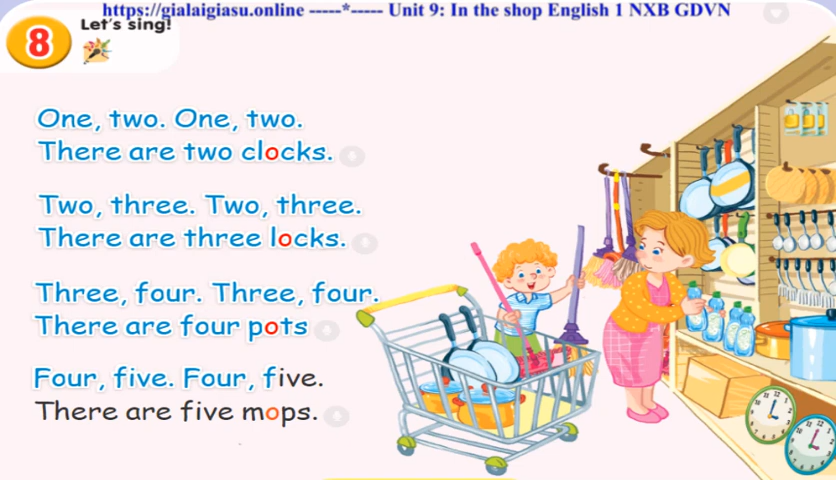 https://gialaigiasu.online -----*----- Unit 9: In the shop English 1 NXB GDVN
8 Let's sing!
One, two. One, two.
There are two clocks.
Two, three. Two, three.
There are three locks.
Three, four. Three, four.
There are four pots
Four, five. Four, five.
There are five mops.